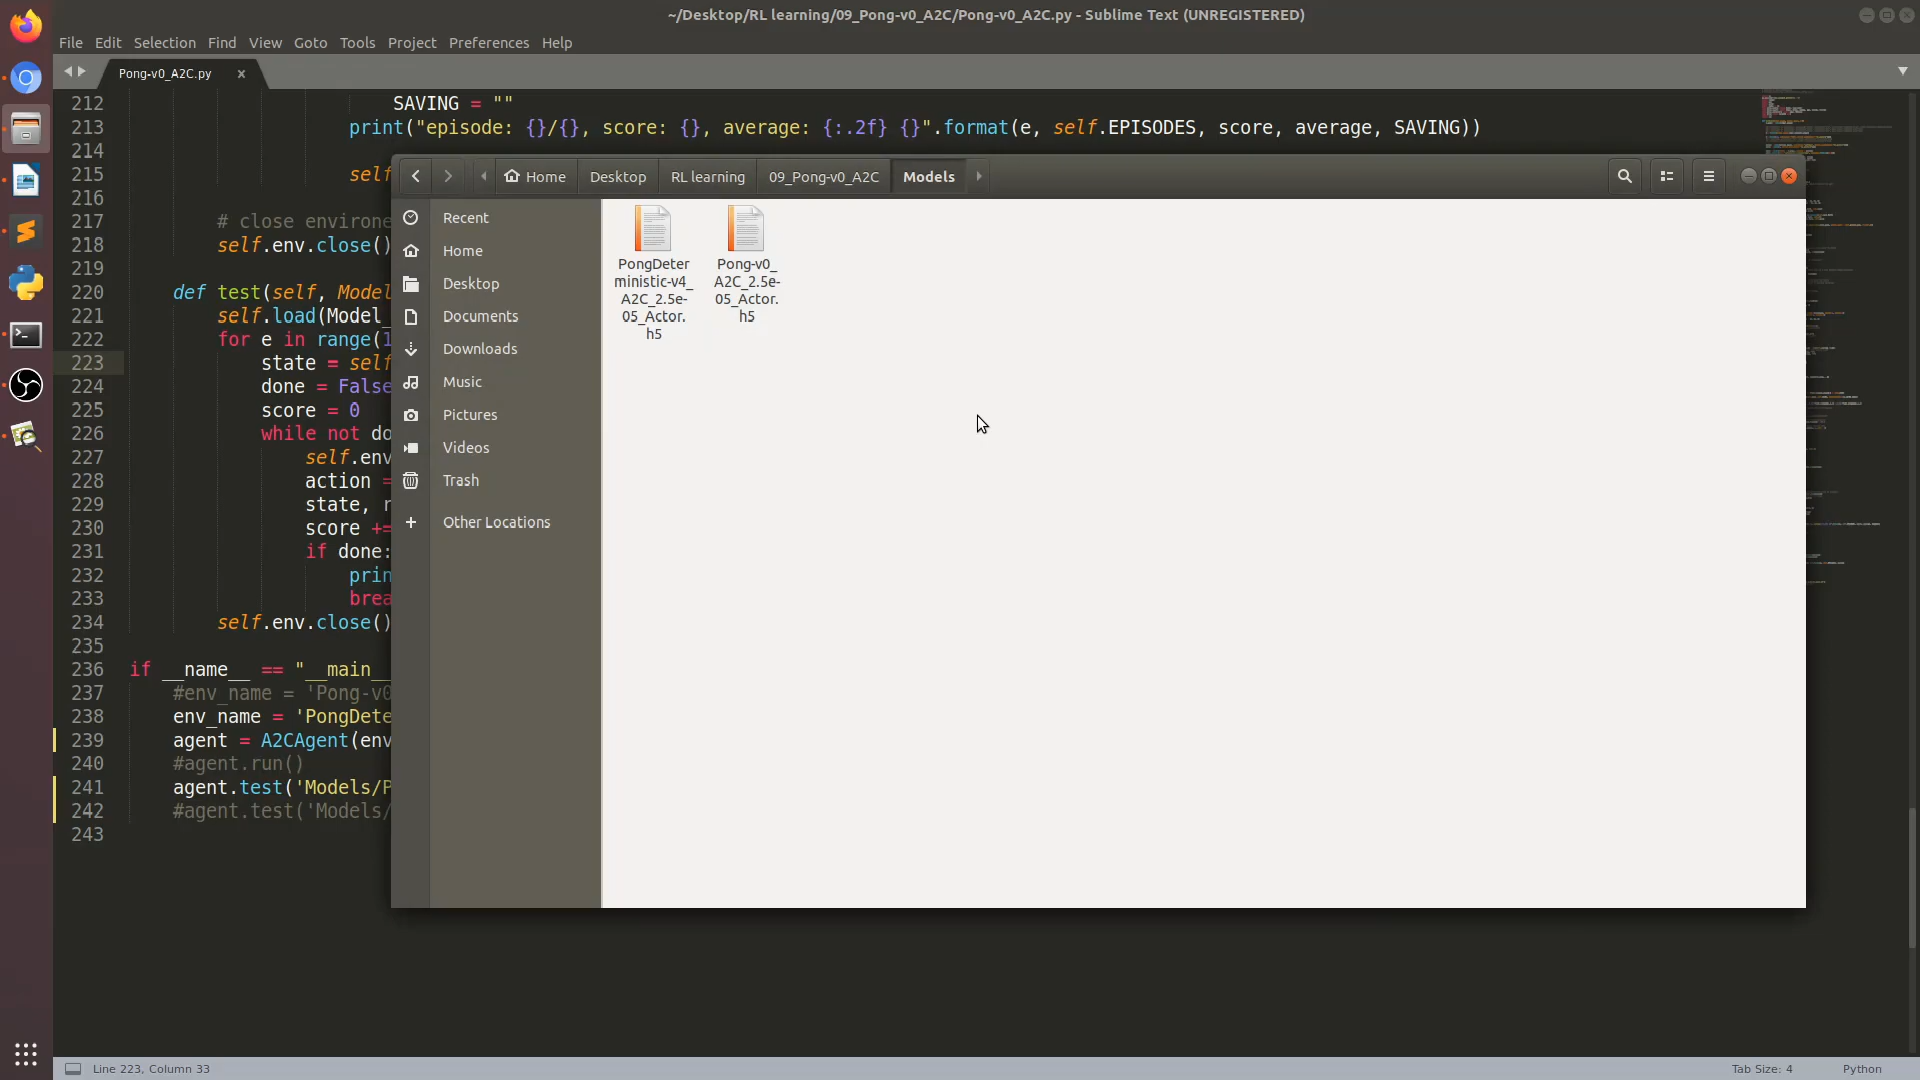 ~/Desktop/RL learning/09_Pong-v0_A2C/Pong-v0_A2C.py - Sublime Text (UNREGISTERED)
File Edit Selection Find View Goto Tools Project Preferences Help
Pong-v0_A2C.py x
212 SAVING = ""
213 print("episode: {}/{}, score: {}, average: {:.2f} {}".format(e, self.EPISODES, score, average, SAVING))
214
215 self
216
217 # close environe
218 self.env.close()
219
220 def test(self, Model
221 self.load(Model_
222 for e in range(1
223 state = self
224 done = False
225 score = 0
226 while not do
227 self.env
228 action =
229 state, r
230 score +=
231 if done:
232 prin
233 brea
234 self.env.close()
235
236 if __name__ == "__main__
237 #env_name = 'Pong-v0
238 env_name = 'PongDete
239 agent = A2CAgent(env
240 #agent.run()
241 agent.test('Models/P
242 #agent.test('Models/
243
Home Desktop RL learning 09_Pong-v0_A2C Models
Recent
Home
Desktop
Documents
Downloads
Music
Pictures
Videos
Trash
Other Locations
PongDeter
ministic-v4_
A2C_2.5e-
05_Actor.
h5
Pong-v0_
A2C_2.5e-
05_Actor.
h5
Line 223, Column 33
Tab Size: 4
Python